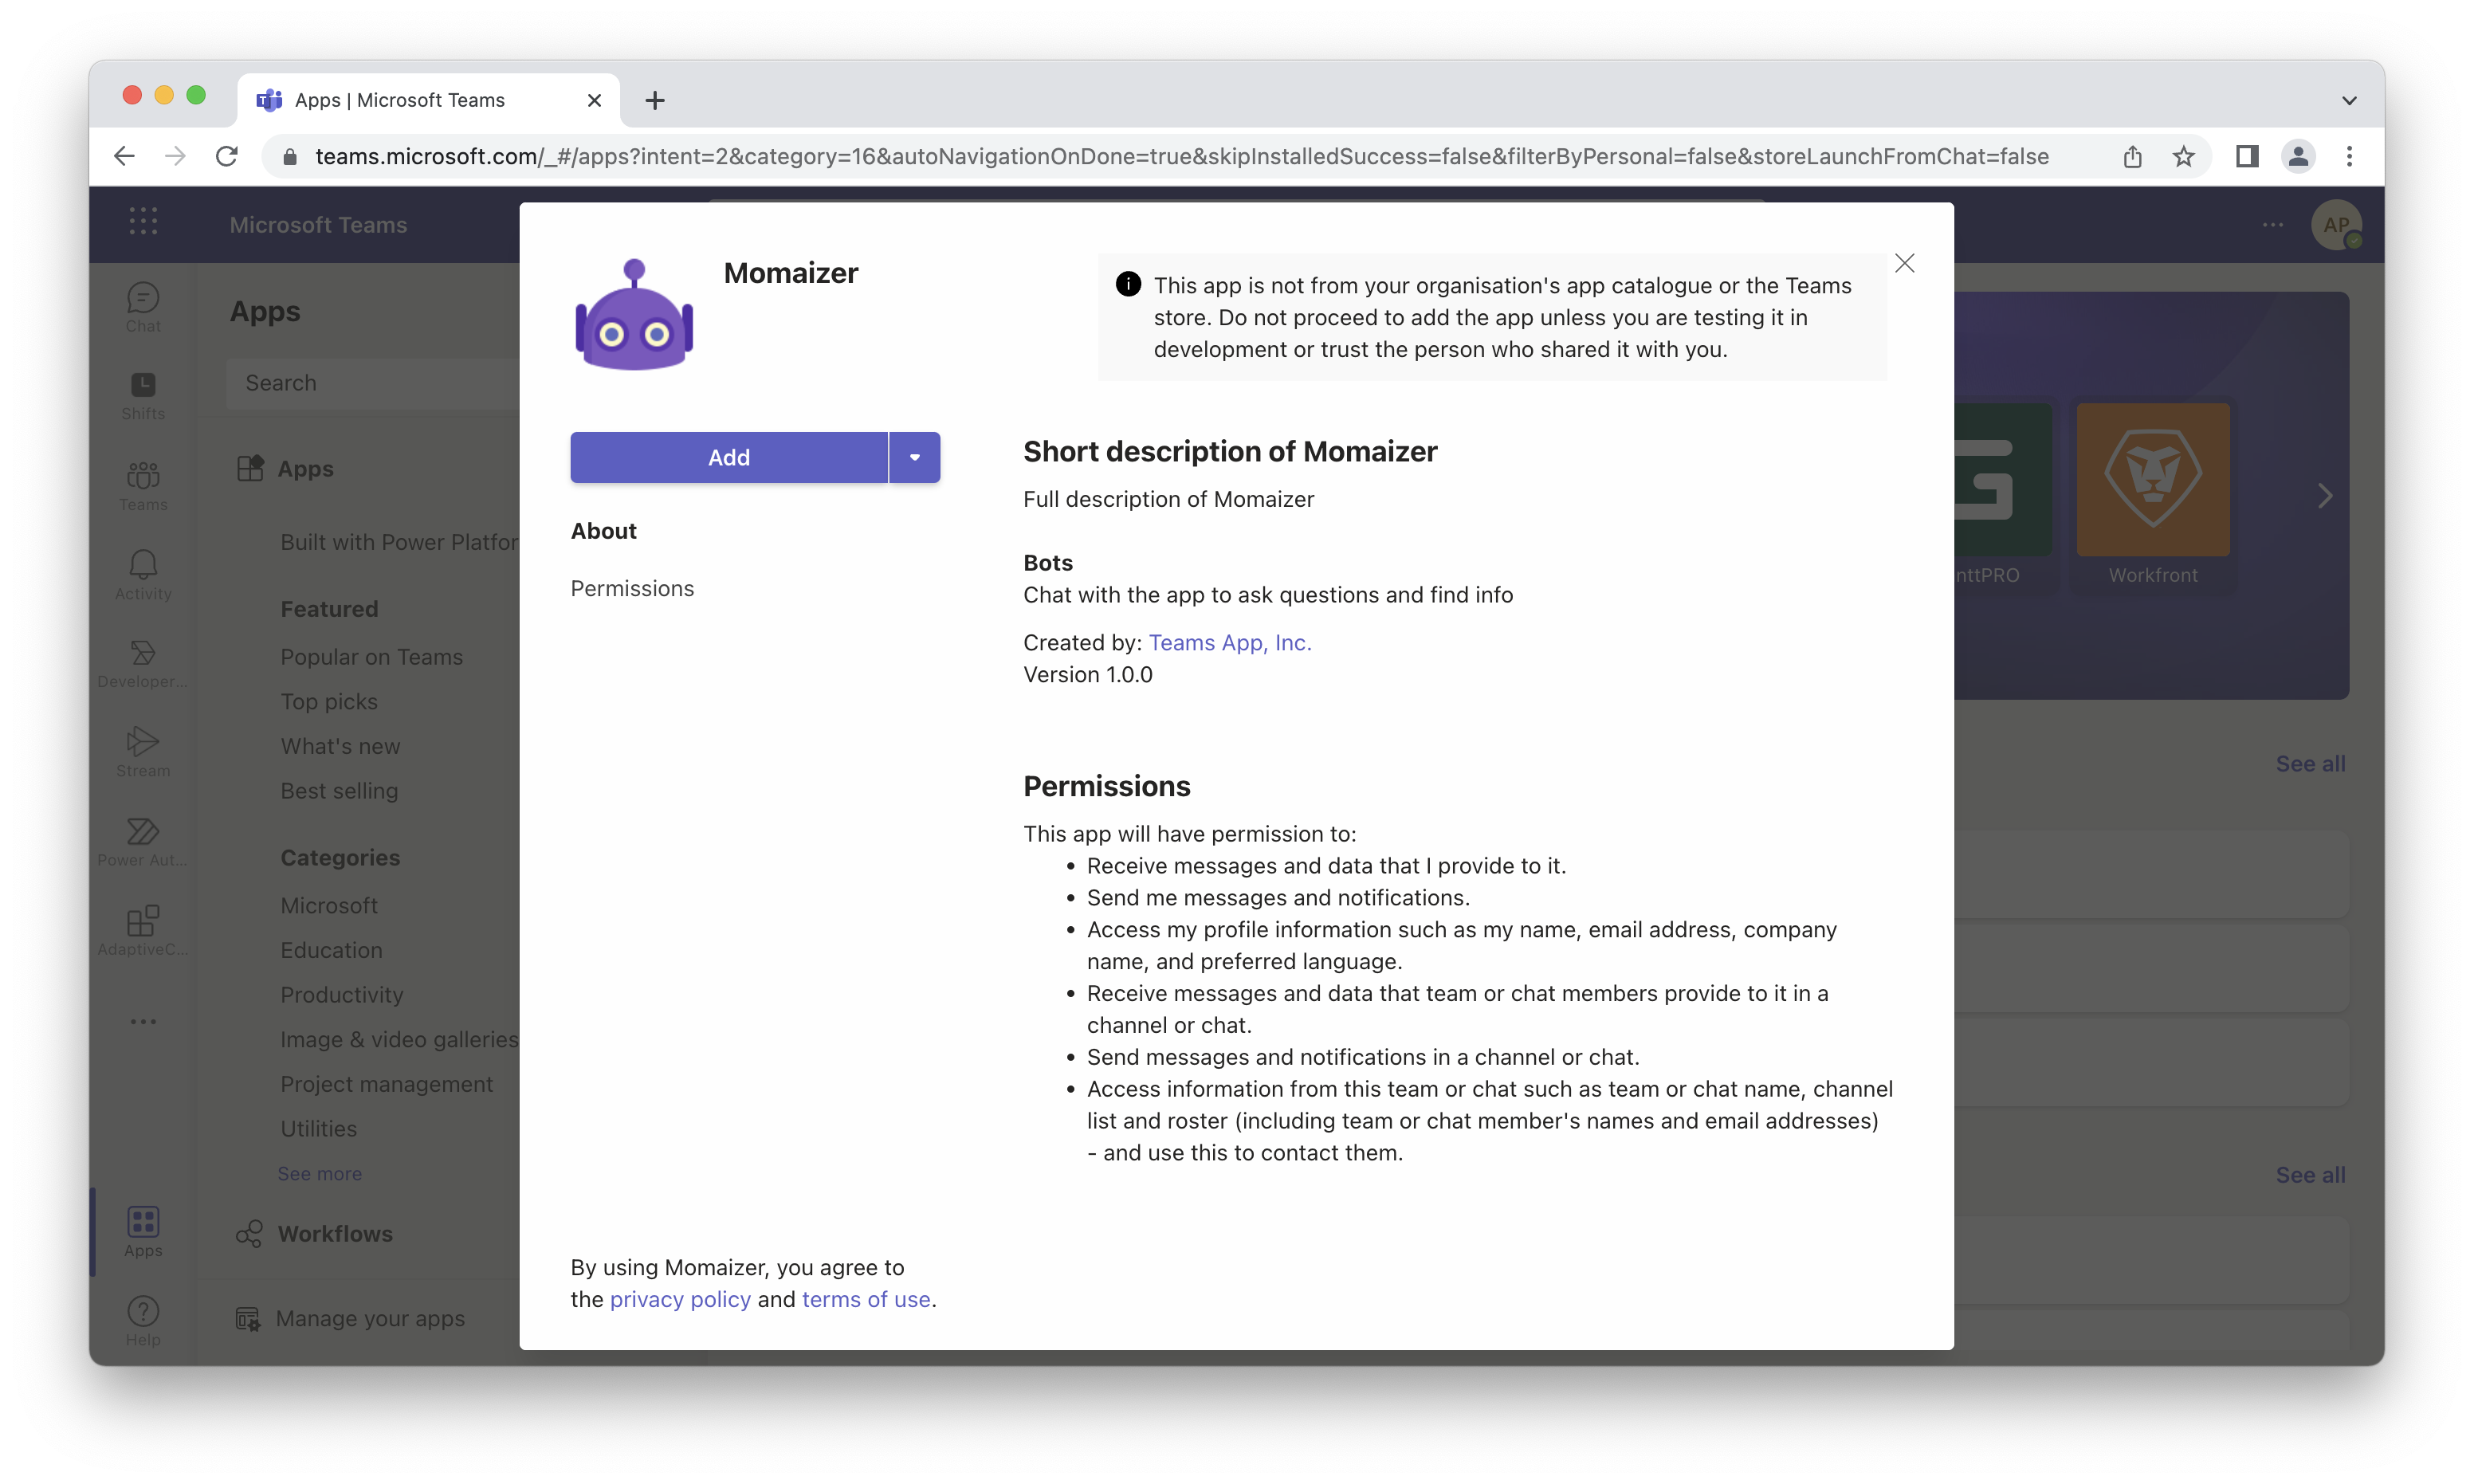 Apps | Microsoft Teams
teams.microsoft.com/_#/apps?intent=2&category=16&autoNavigationOnDone=true&skipInstalledSuccess=false&filterByPersonal=false&storeLaunchFromChat=false
Microsoft Teams
AP
Chat
Shifts
Teams
Activity
Developer...
Stream
Power Aut...
AdaptiveC...
Apps
Help
Apps
Search
Apps
Built with Power Platfor
Featured
Popular on Teams
Top picks
What's new
Best selling
Categories
Microsoft
Education
Productivity
Image & video galleries
Project management
Utilities
See more
Workflows
Manage your apps
Momaizer
This app is not from your organisation's app catalogue or the Teams
store. Do not proceed to add the app unless you are testing it in
development or trust the person who shared it with you.
Add
About
Permissions
Short description of Momaizer
Full description of Momaizer
Bots
Chat with the app to ask questions and find info
Created by: Teams App, Inc.
Version 1.0.0
Permissions
This app will have permission to:
• Receive messages and data that I provide to it.
• Send me messages and notifications.
• Access my profile information such as my name, email address, company
name, and preferred language.
• Receive messages and data that team or chat members provide to it in a
channel or chat.
• Send messages and notifications in a channel or chat.
• Access information from this team or chat such as team or chat name, channel
list and roster (including team or chat member's names and email addresses)
- and use this to contact them.
By using Momaizer, you agree to
the privacy policy and terms of use.
nttPRO
Workfront
See all
See all